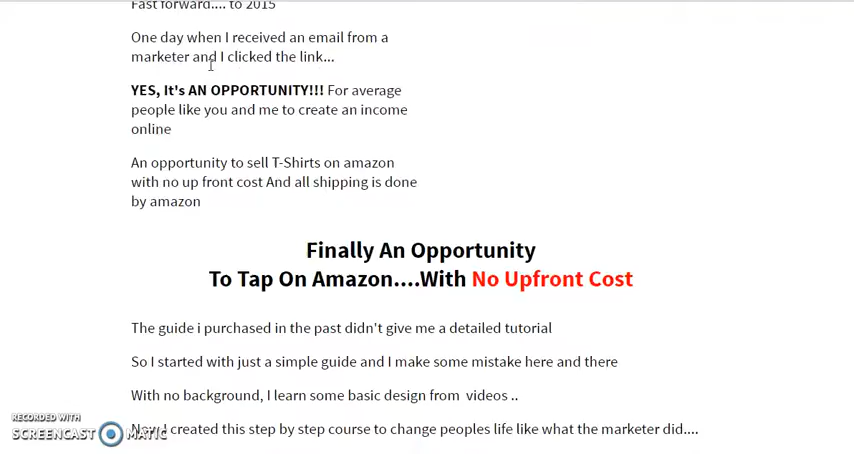 Fast forward.... to 2015
One day when I received an email from a
marketer and I clicked the link...
YES, It's AN OPPORTUNITY!!! For average
people like you and me to create an income
online
An opportunity to sell T-Shirts on amazon
with no up front cost And all shipping is done
by amazon
Finally An Opportunity
To Tap On Amazon....With No Upfront Cost
The guide i purchased in the past didn't give me a detailed tutorial
So I started with just a simple guide and I make some mistake here and there
With no background, I learn some basic design from videos ..
Now I created this step by step course to change peoples life like what the marketer did....
RECORDED WITH
SCREENCAST MATIC